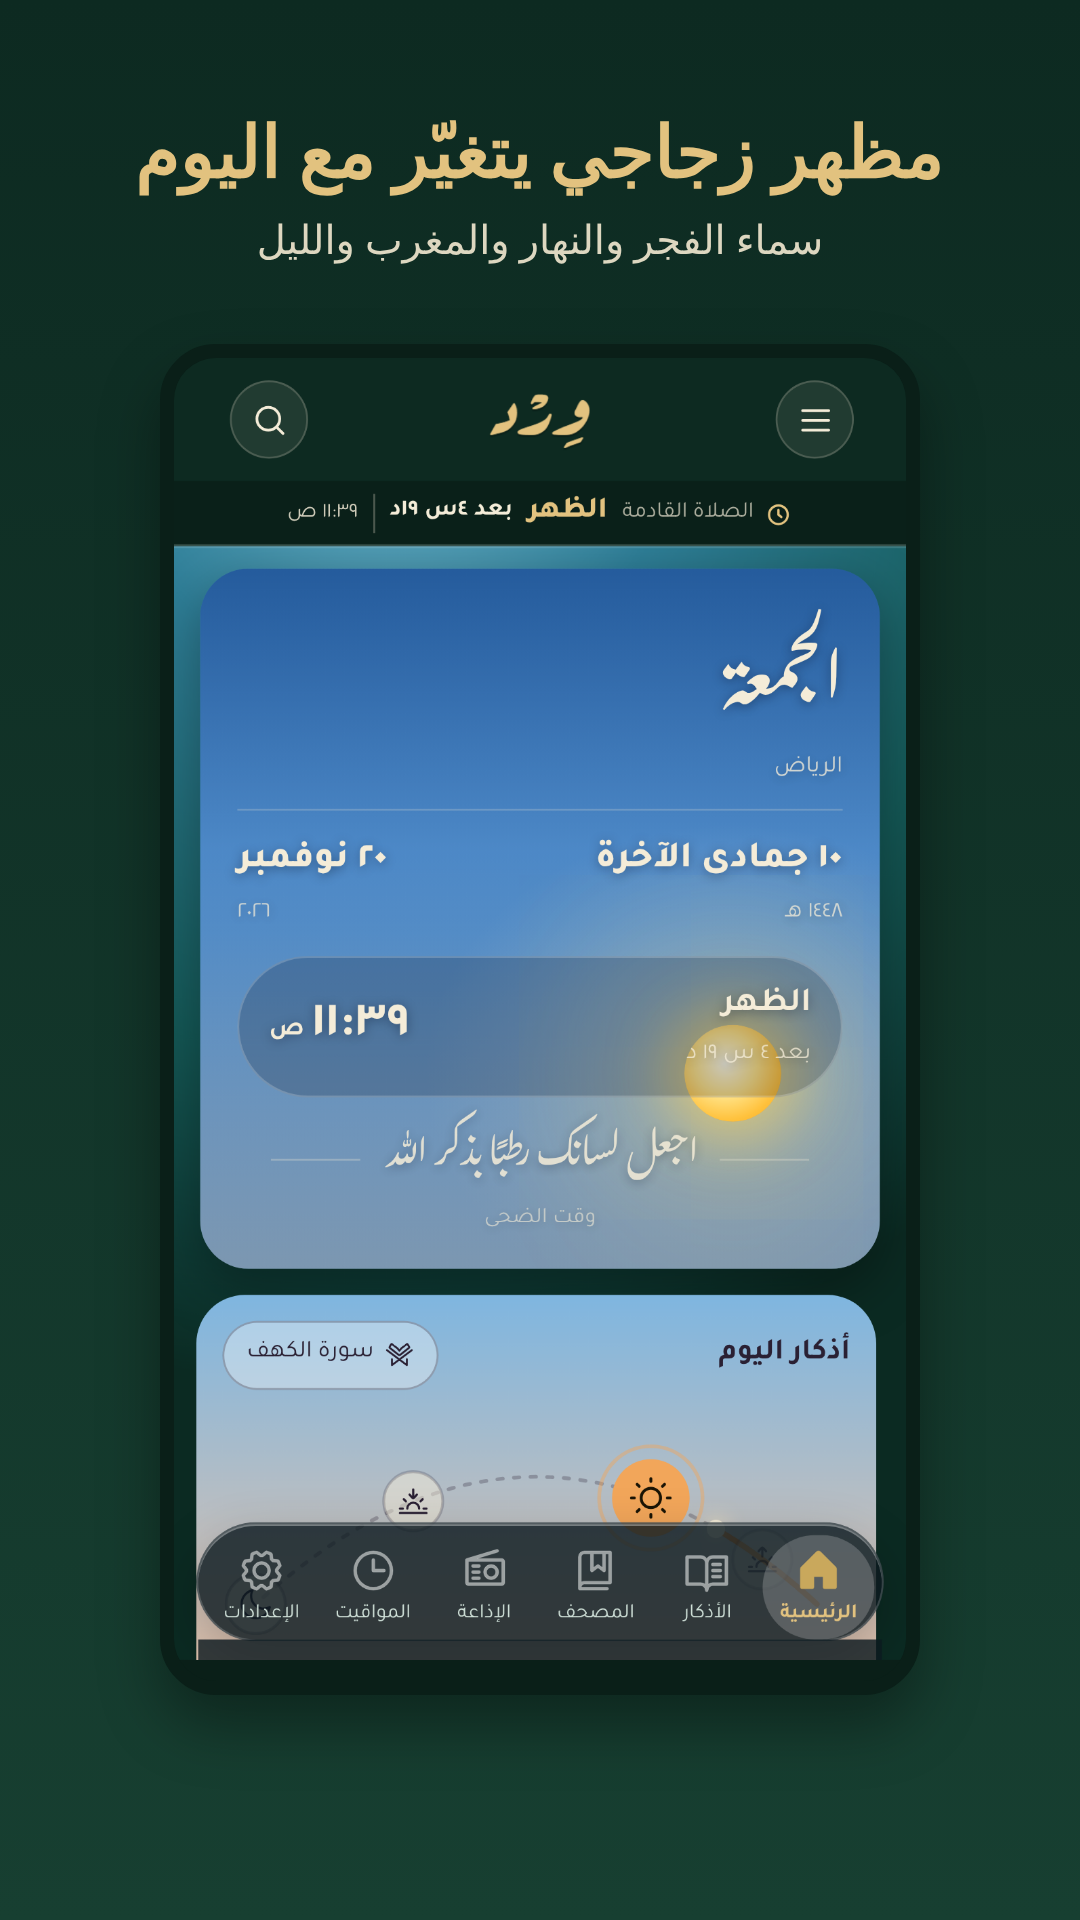 مظهر زجاجي يتغيّر مع اليوم
سماء الفجر والنهار والمغرب والليل
وِرْد
الصلاة القادمة الظهر بعد ٤س ١٩د ١١:٣٩ ص
الجمعة
الرياض
١٠ جمادى الآخرة ٢٠ نوفمبر
١٤٤٨ هـ ٢٠٢٦
الظهر ١١:٣٩ ص
بعد ٤ س ١٩ د
اجعل لسانك رطبًا بذكر الله
وقت الضحى
أذكار اليوم سورة الكهف
الرئيسية الأذكار المصحف الإذاعة المواقيت الإعدادات